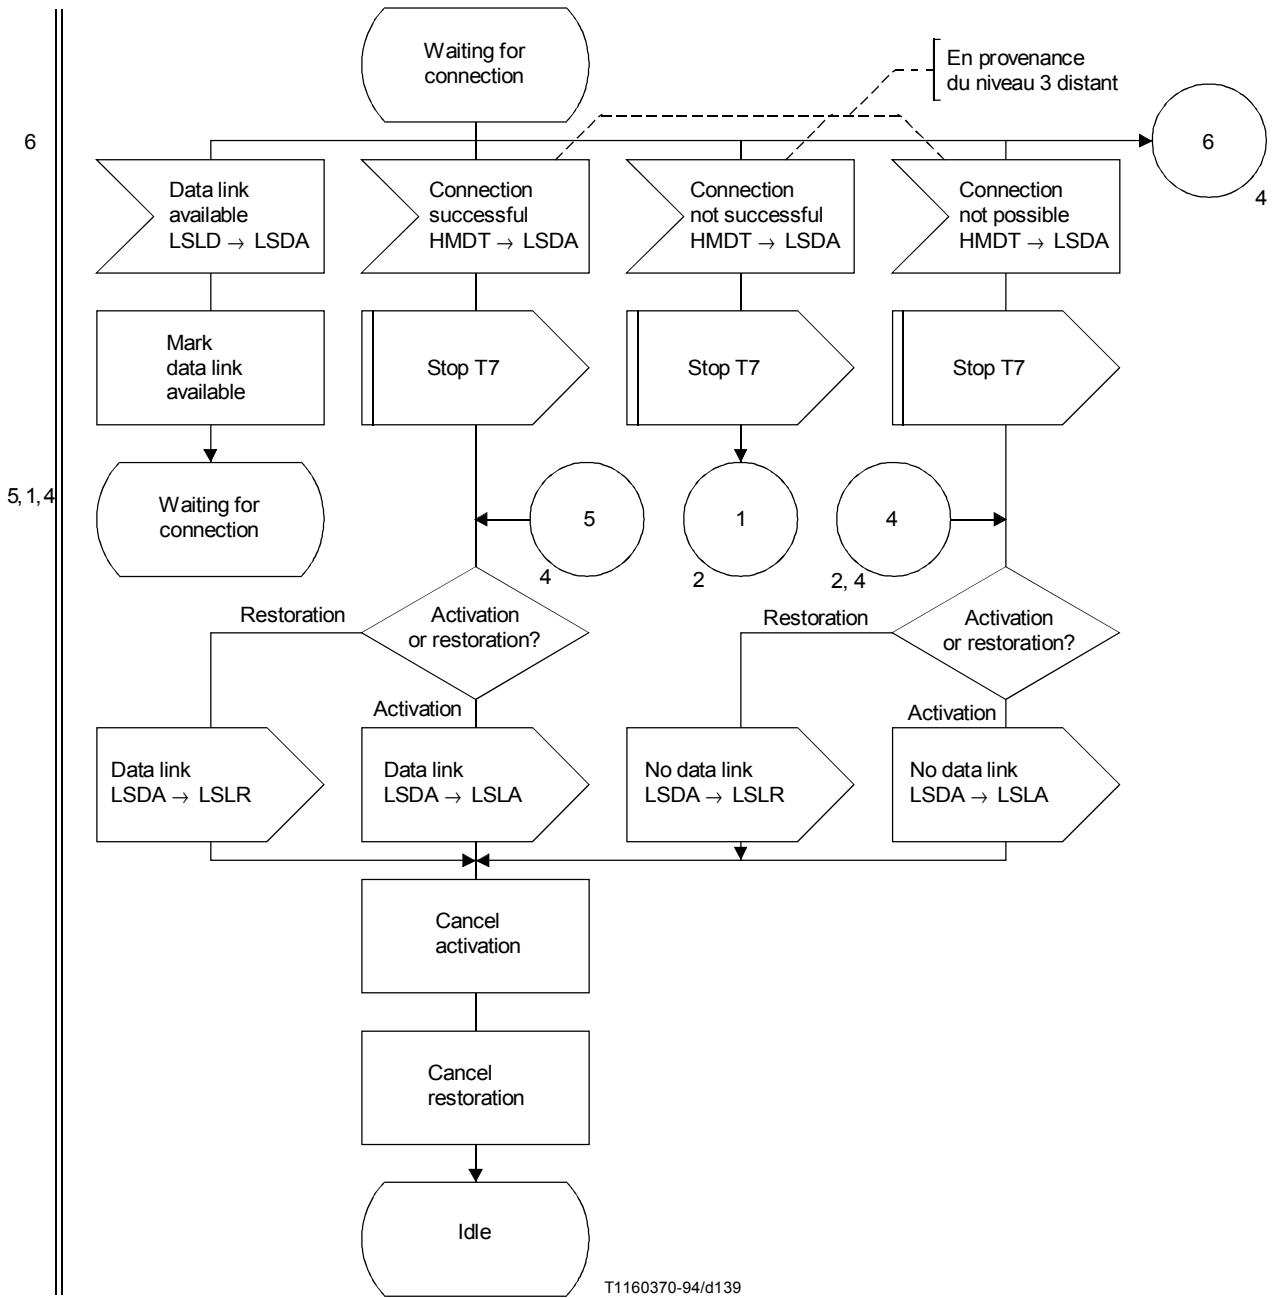 Waiting for
connection
En provenance
du niveau 3 distant
6
6
4
Data link
available
LSLD → LSDA
Connection
successful
HMDT → LSDA
Connection
not successful
HMDT → LSDA
Connection
not possible
HMDT → LSDA
Mark
data link
available
Stop T7
Stop T7
Stop T7
5, 1, 4
Waiting for
connection
5
4
1
2
4
2, 4
Restoration
Activation
or restoration?
Restoration
Activation
or restoration?
Activation
Activation
Data link
LSDA → LSLR
Data link
LSDA → LSLA
No data link
LSDA → LSLR
No data link
LSDA → LSLA
Cancel
activation
Cancel
restoration
Idle
T1160370-94/d139